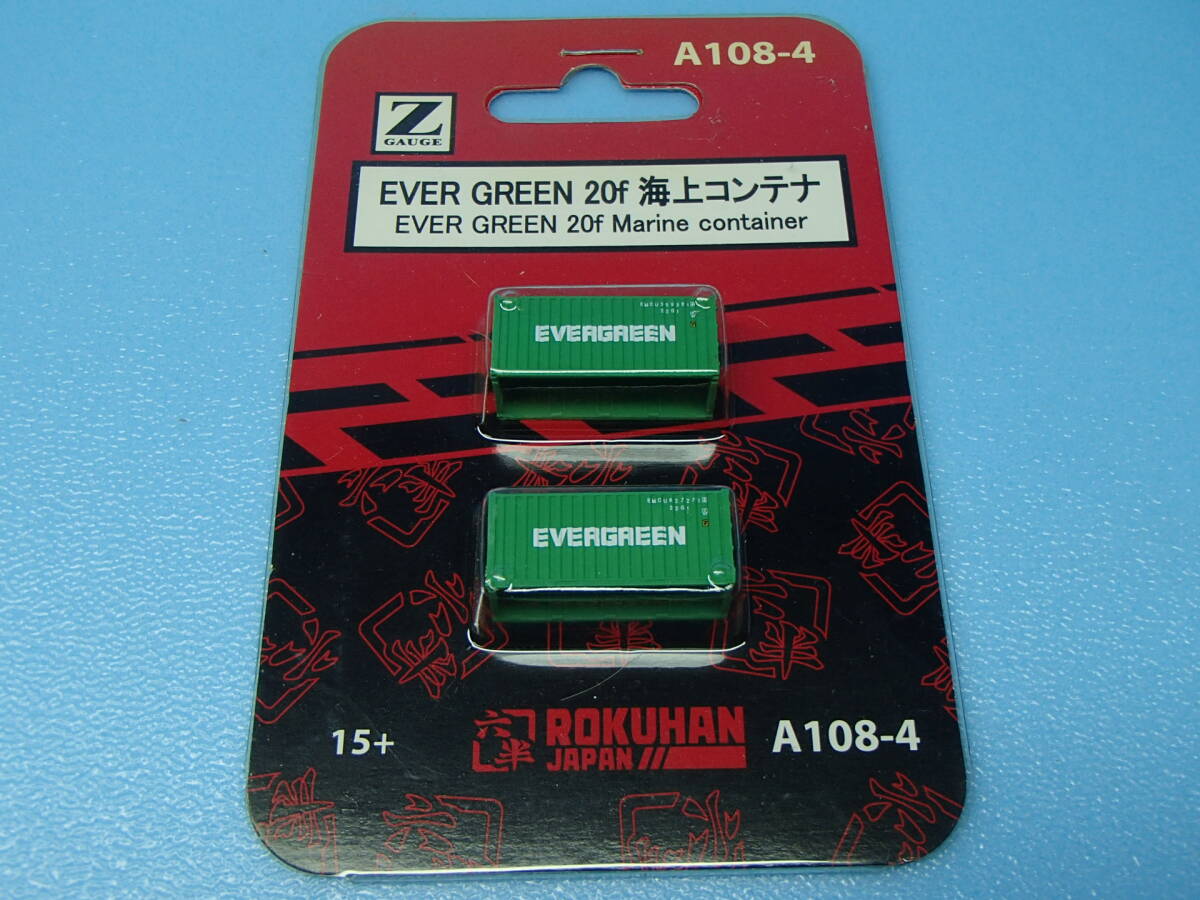 A108-4
Z
GAUGE
EVER GREEN 20f 海上コンテナ
EVER GREEN 20f Marine container
EVERGREEN
EVERGREEN
15+
六半
ROKUHAN
JAPAN
A108-4